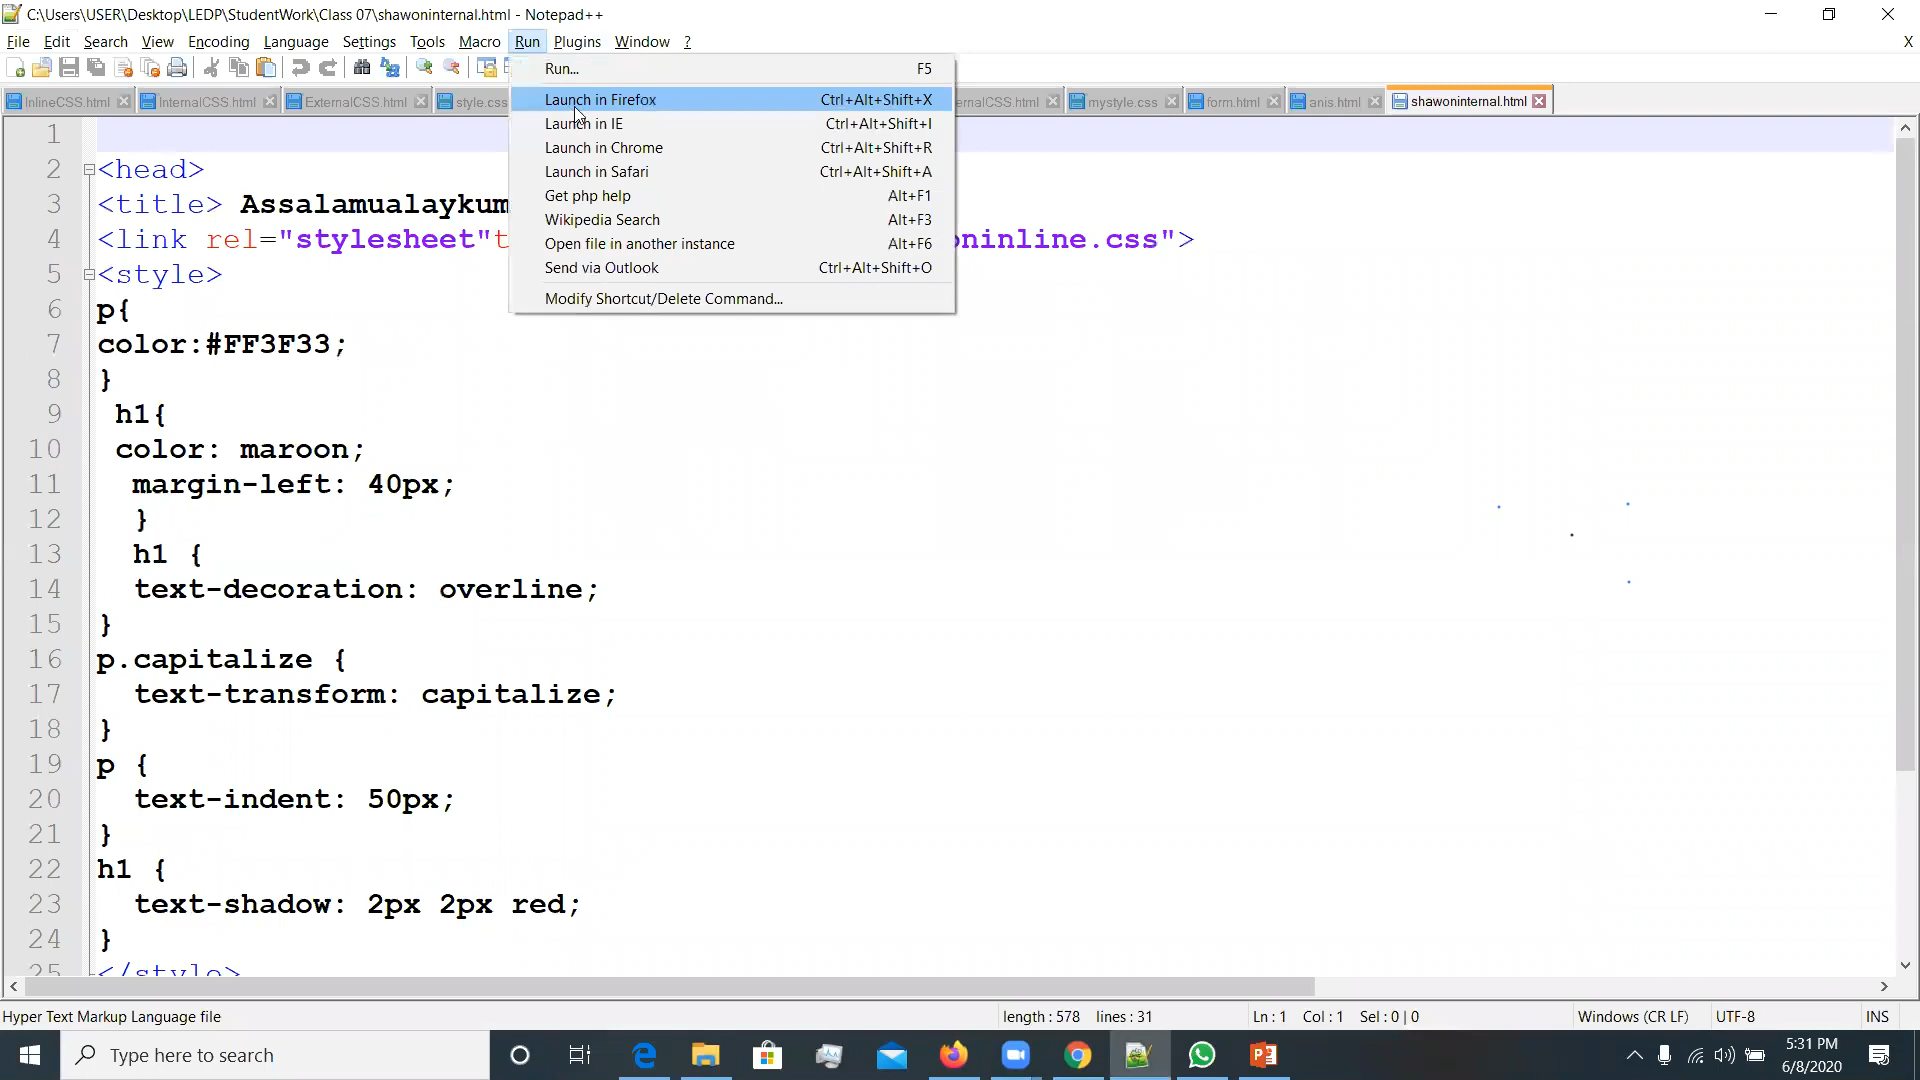 C:\Users\USER\Desktop\LEDP\StudentWork\Class 07\shawoninternal.html - Notepad++
File Edit Search View Encoding Language Settings Tools Macro Run Plugins Window ? X
InlineCSS.html InternalCSS.html ExternalCSS.html style.css ernalCSS.html mystyle.css form.html anis.html shawoninternal.html
Run... F5
Launch in Firefox Ctrl+Alt+Shift+X
Launch in IE Ctrl+Alt+Shift+I
Launch in Chrome Ctrl+Alt+Shift+R
Launch in Safari Ctrl+Alt+Shift+A
Get php help Alt+F1
Wikipedia Search Alt+F3
Open file in another instance Alt+F6
Send via Outlook Ctrl+Alt+Shift+O
Modify Shortcut/Delete Command...
1
2 <head>
3 <title> Assalamualaykum
4 <link rel="stylesheet"t oninline.css">
5 <style>
6 p{
7 color:#FF3F33;
8 }
9 h1{
10 color: maroon;
11 margin-left: 40px;
12 }
13 h1 {
14 text-decoration: overline;
15 }
16 p.capitalize {
17 text-transform: capitalize;
18 }
19 p {
20 text-indent: 50px;
21 }
22 h1 {
23 text-shadow: 2px 2px red;
24 }
25 </style>
Hyper Text Markup Language file length : 578 lines : 31 Ln : 1 Col : 1 Sel : 0 | 0 Windows (CR LF) UTF-8 INS
Type here to search
5:31 PM
6/8/2020